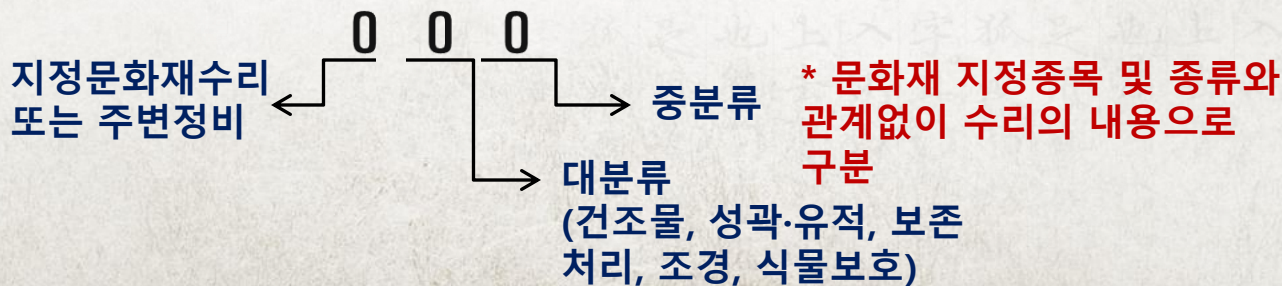 0 0 0
지정문화재수리
또는 주변정비
중분류
* 문화재 지정종목 및 종류와
관계없이 수리의 내용으로
구분
대분류
(건조물, 성곽·유적, 보존
처리, 조경, 식물보호)